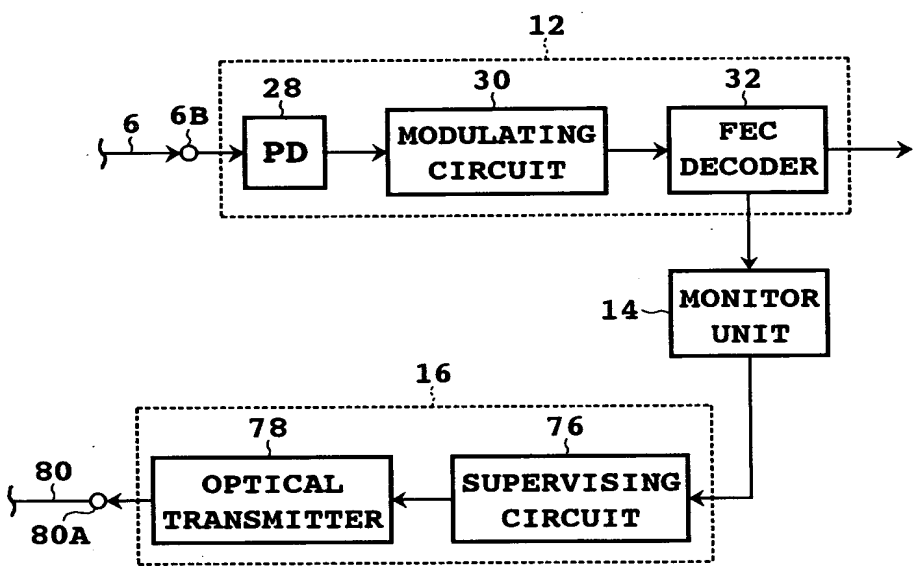 12
28
30
32
6
6B
PD
MODULATING
CIRCUIT
FEC
DECODER
14
MONITOR
UNIT
16
78
76
80
80A
OPTICAL
TRANSMITTER
SUPERVISING
CIRCUIT